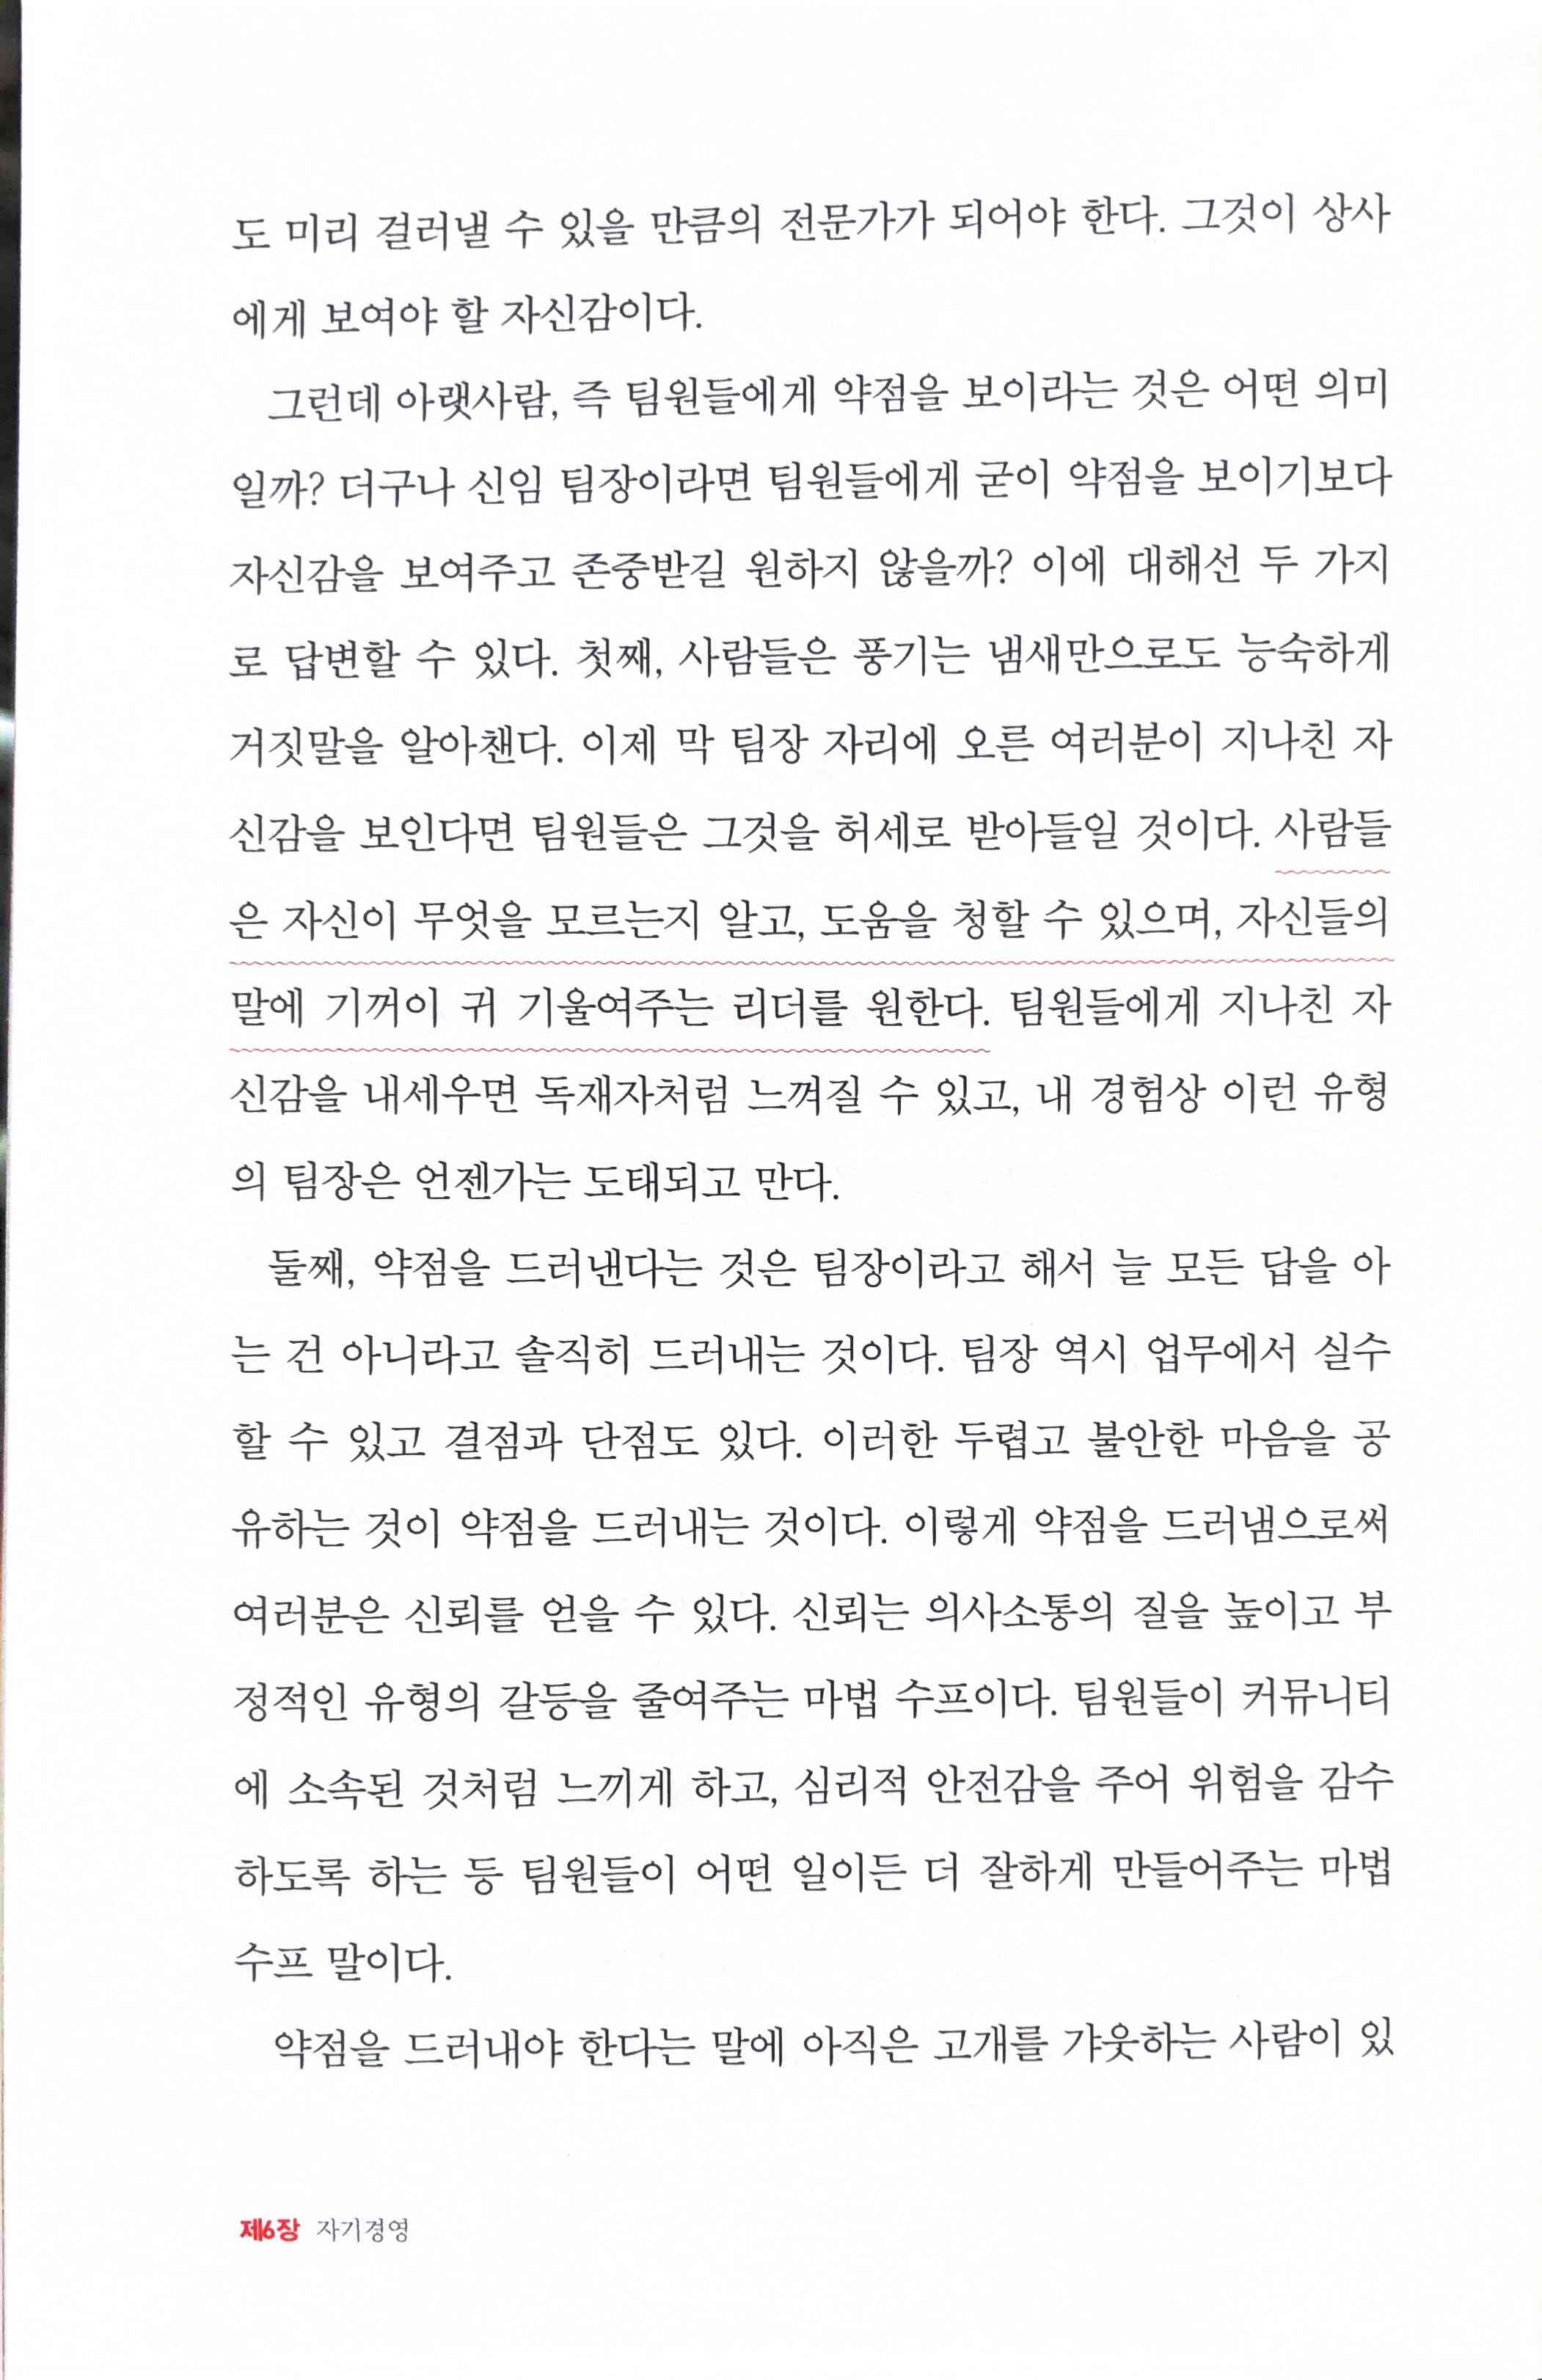 도 미리 걸러낼 수 있을 만큼의 전문가가 되어야 한다. 그것이 상사
에게 보여야 할 자신감이다.
그런데 아랫사람, 즉 팀원들에게 약점을 보이라는 것은 어떤 의미
일까? 더구나 신임 팀장이라면 팀원들에게 굳이 약점을 보이기보다
자신감을 보여주고 존중받길 원하지 않을까? 이에 대해선 두 가지
로 답변할 수 있다. 첫째, 사람들은 풍기는 냄새만으로도 능숙하게
거짓말을 알아챈다. 이제 막 팀장 자리에 오른 여러분이 지나친 자
신감을 보인다면 팀원들은 그것을 허세로 받아들일 것이다. 사람들
은 자신이 무엇을 모르는지 알고, 도움을 청할 수 있으며, 자신들의
말에 기꺼이 귀 기울여주는 리더를 원한다. 팀원들에게 지나친 자
신감을 내세우면 독재자처럼 느껴질 수 있고, 내 경험상 이런 유형
의 팀장은 언젠가는 도태되고 만다.
둘째, 약점을 드러낸다는 것은 팀장이라고 해서 늘 모든 답을 아
는 건 아니라고 솔직히 드러내는 것이다. 팀장 역시 업무에서 실수
할 수 있고 결점과 단점도 있다. 이러한 두렵고 불안한 마음을 공
유하는 것이 약점을 드러내는 것이다. 이렇게 약점을 드러냄으로써
여러분은 신뢰를 얻을 수 있다. 신뢰는 의사소통의 질을 높이고 부
정적인 유형의 갈등을 줄여주는 마법 수프이다. 팀원들이 커뮤니티
에 소속된 것처럼 느끼게 하고, 심리적 안전감을 주어 위험을 감수
하도록 하는 등 팀원들이 어떤 일이든 더 잘하게 만들어주는 마법
수프 말이다.
약점을 드러내야 한다는 말에 아직은 고개를 갸웃하는 사람이 있
제6장 자기경영